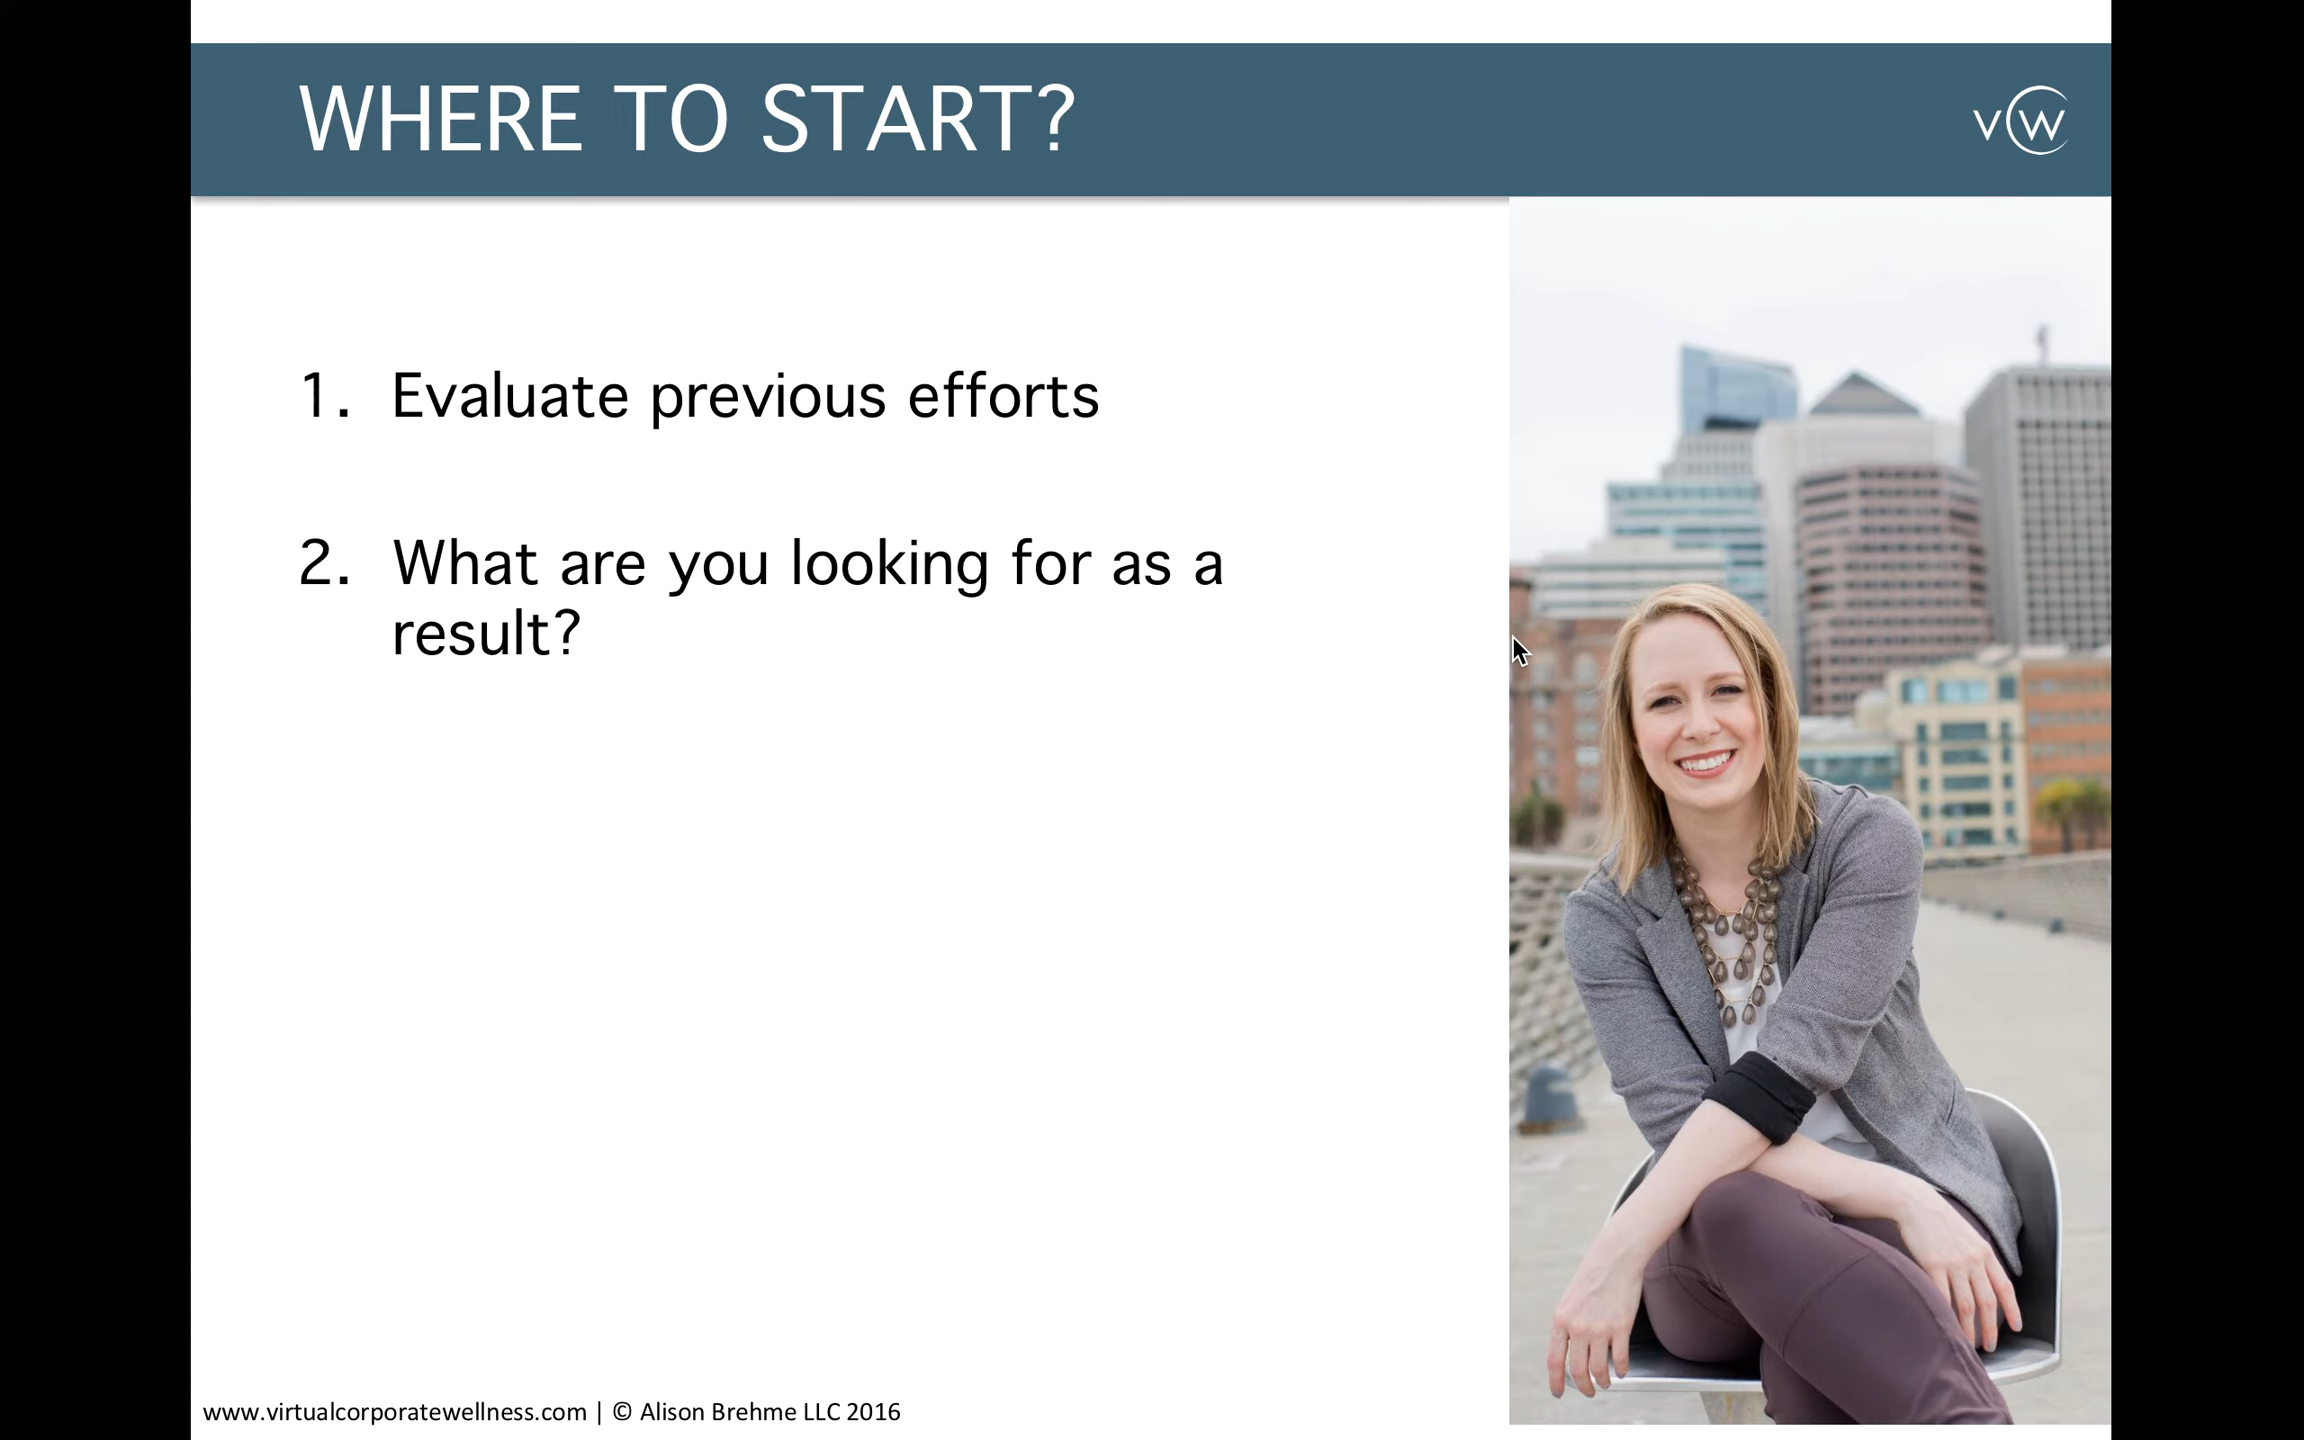 WHERE TO START?
VCW
1. Evaluate previous efforts
2. What are you looking for as a
result?
www.virtualcorporatewellness.com | © Alison Brehme LLC 2016